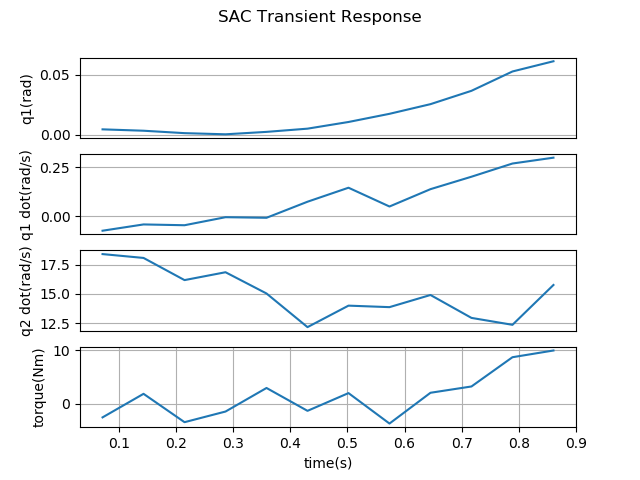 SAC Transient Response
0.05
0.00
q1(rad)
0.25
0.00
q1 dot(rad/s)
17.5
15.0
12.5
q2 dot(rad/s)
10
0
torque(Nm)
0.1 0.2 0.3 0.4 0.5 0.6 0.7 0.8 0.9
time(s)